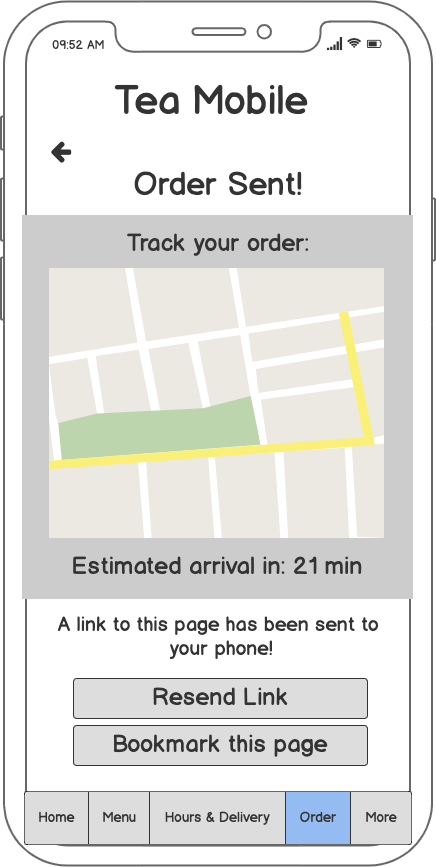 09:52 AM
Tea Mobile
Order Sent!
Track your order:
Estimated arrival in: 21 min
A link to this page has been sent to
your phone!
Resend Link
Bookmark this page
Home Menu Hours & Delivery Order More